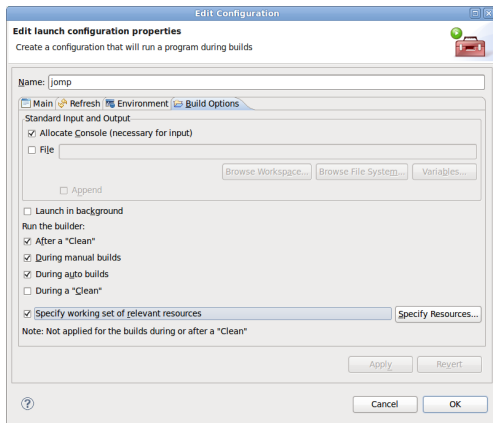 Edit Configuration
Edit launch configuration properties
Create a configuration that will run a program during builds
Name: jomp
Main Refresh Environment Build Options
Standard Input and Output
Allocate Console (necessary for input)
File
Browse Workspace... Browse File System... Variables...
Append
Launch in background
Run the builder:
After a "Clean"
During manual builds
During auto builds
During a "Clean"
Specify working set of relevant resources Specify Resources...
Note: Not applied for the builds during or after a "Clean"
Apply Revert
? Cancel OK